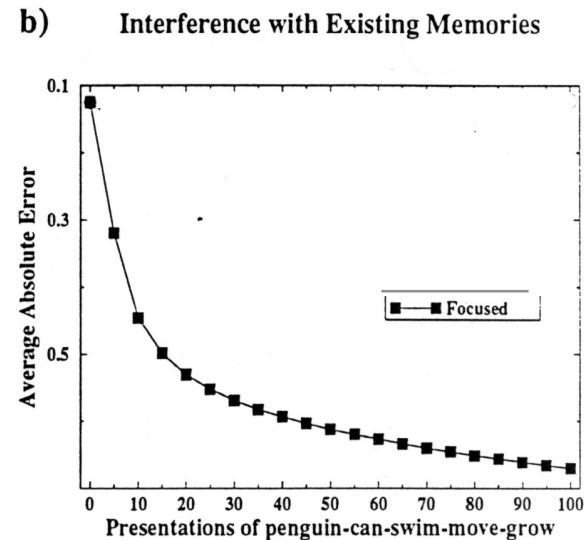 b) Interference with Existing Memories
0.1
0.3
0.5
Average Absolute Error
Focused
0 10 20 30 40 50 60 70 80 90 100
Presentations of penguin-can-swim-move-grow